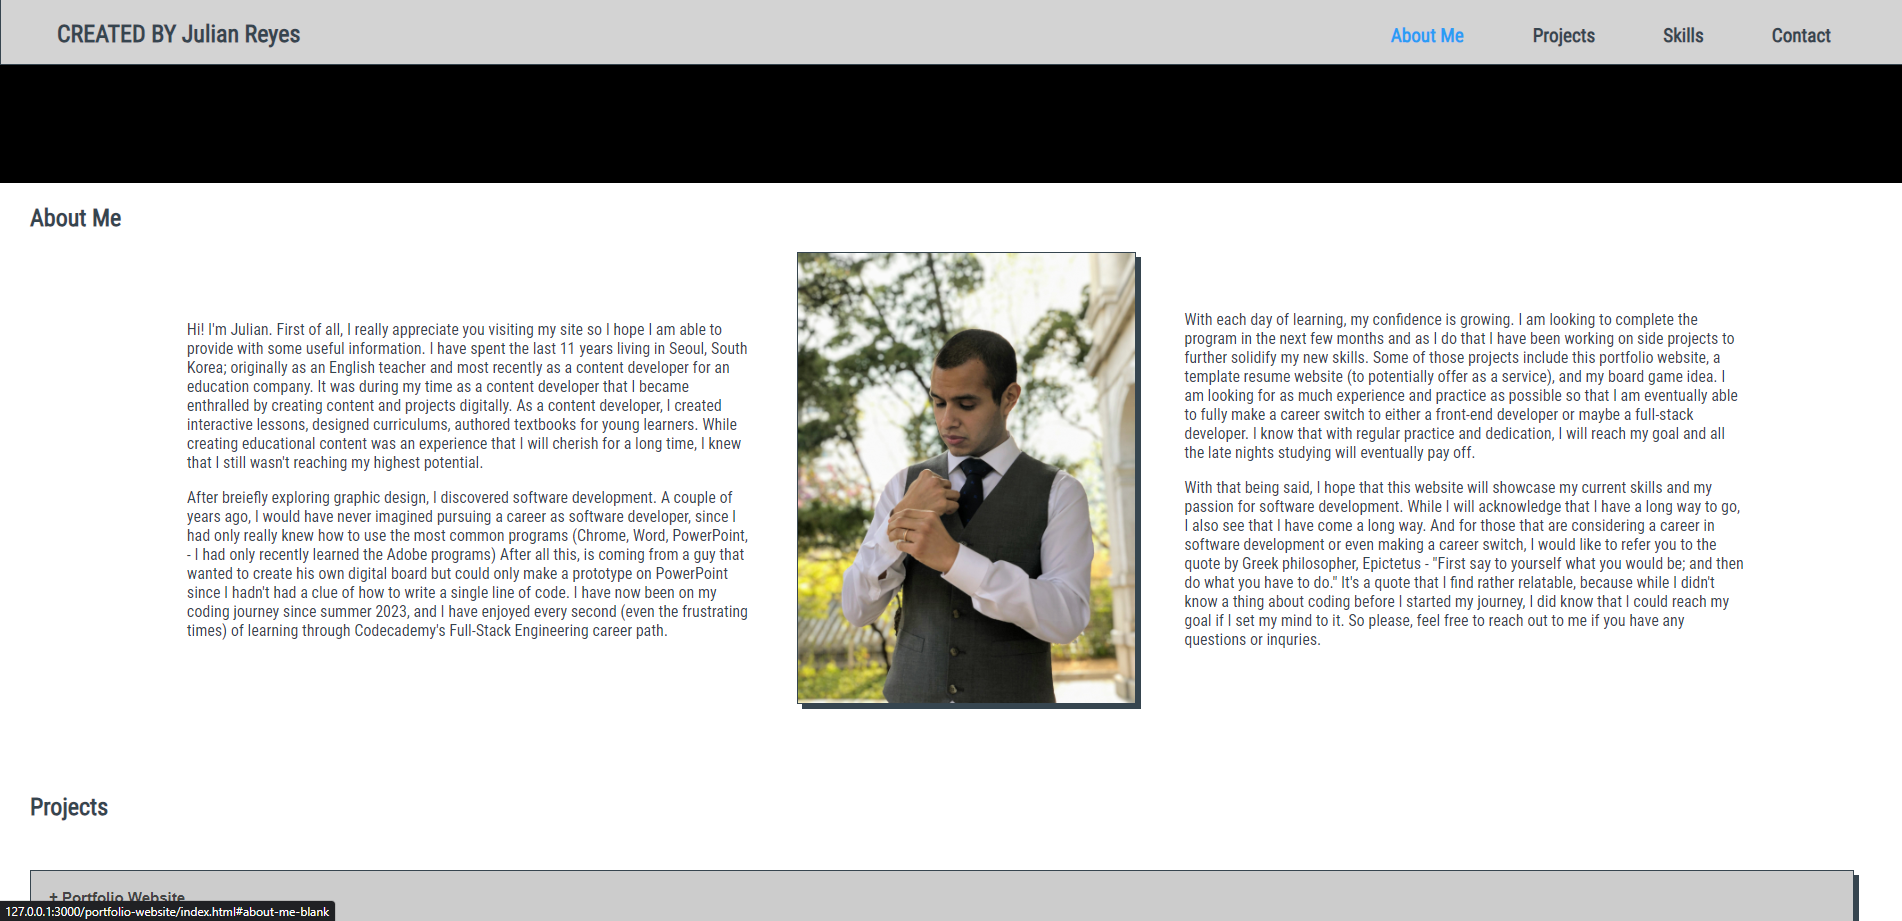 CREATED BY Julian Reyes
About Me
Projects
Skills
Contact
About Me
Hi! I'm Julian. First of all, I really appreciate you visiting my site so I hope I am able to
provide with some useful information. I have spent the last 11 years living in Seoul, South
Korea; originally as an English teacher and most recently as a content developer for an
education company. It was during my time as a content developer that I became
enthralled by creating content and projects digitally. As a content developer, I created
interactive lessons, designed curriculums, authored textbooks for young learners. While
creating educational content was an experience that I will cherish for a long time, I knew
that I still wasn't reaching my highest potential.
After breiefly exploring graphic design, I discovered software development. A couple of
years ago, I would have never imagined pursuing a career as software developer, since I
had only really knew how to use the most common programs (Chrome, Word, PowerPoint,
- I had only recently learned the Adobe programs) After all this, is coming from a guy that
wanted to create his own digital board but could only make a prototype on PowerPoint
since I hadn't had a clue of how to write a single line of code. I have now been on my
coding journey since summer 2023, and I have enjoyed every second (even the frustrating
times) of learning through Codecademy's Full-Stack Engineering career path.
With each day of learning, my confidence is growing. I am looking to complete the
program in the next few months and as I do that I have been working on side projects to
further solidify my new skills. Some of those projects include this portfolio website, a
template resume website (to potentially offer as a service), and my board game idea. I
am looking for as much experience and practice as possible so that I am eventually able
to fully make a career switch to either a front-end developer or maybe a full-stack
developer. I know that with regular practice and dedication, I will reach my goal and all
the late nights studying will eventually pay off.
With that being said, I hope that this website will showcase my current skills and my
passion for software development. While I will acknowledge that I have a long way to go,
I also see that I have come a long way. And for those that are considering a career in
software development or even making a career switch, I would like to refer you to the
quote by Greek philosopher, Epictetus - "First say to yourself what you would be; and then
do what you have to do." It's a quote that I find rather relatable, because while I didn't
know a thing about coding before I started my journey, I did know that I could reach my
goal if I set my mind to it. So please, feel free to reach out to me if you have any
questions or inquries.
Projects
+ Portfolio Website
127.0.0.1:3000/portfolio-website/index.html#about-me-blank